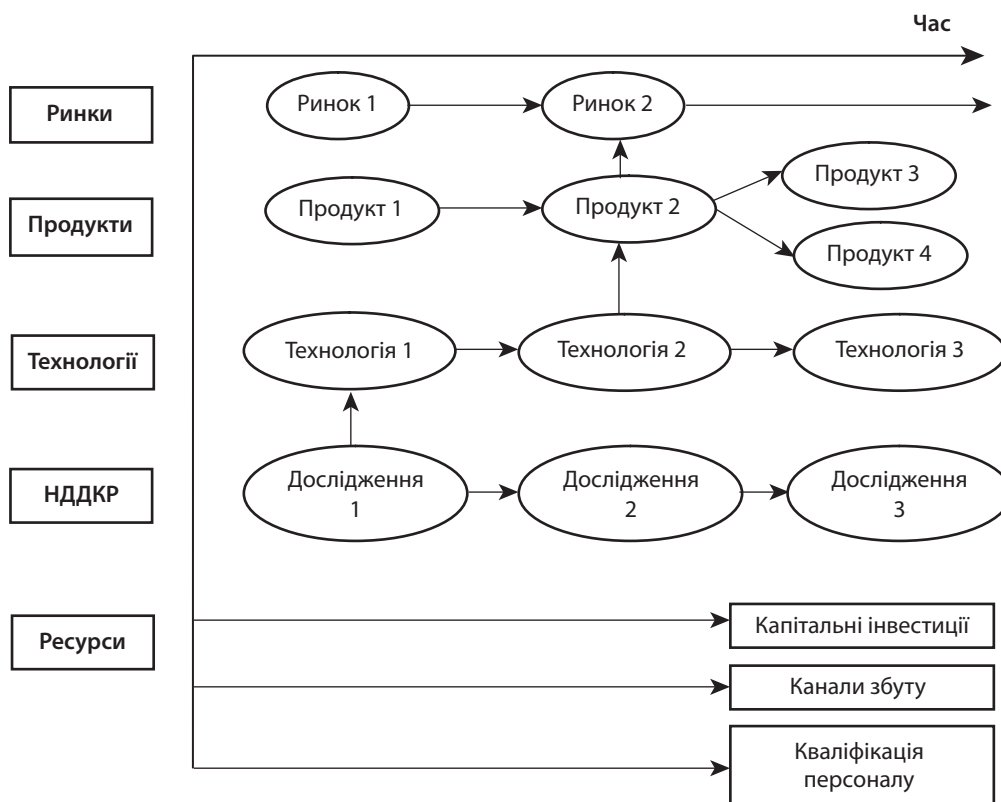 Час
Ринки
Ринок 1
Ринок 2
Продукти
Продукт 1
Продукт 2
Продукт 3
Продукт 4
Технології
Технологія 1
Технологія 2
Технологія 3
НДДКР
Дослідження
1
Дослідження
2
Дослідження
3
Ресурси
Капітальні інвестиції
Канали збуту
Кваліфікація
персоналу